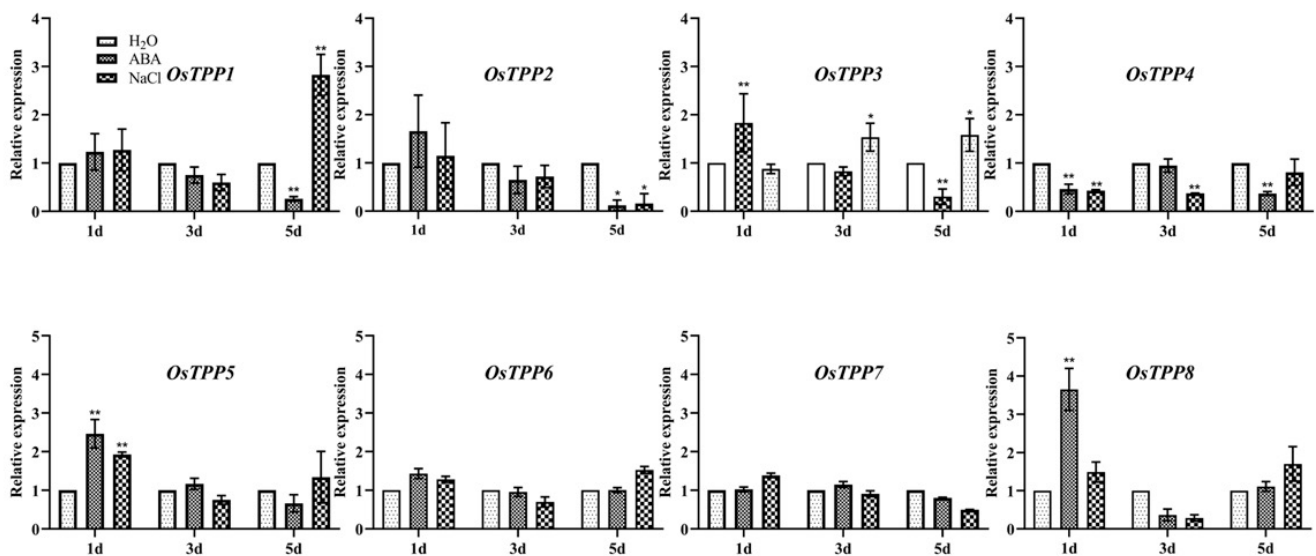 Relative expression
4
3
2
1
0
H₂O
ABA
NaCl
OsTPP1
**
**
1d
3d
5d
Relative expression
4
3
2
1
0
OsTPP2
*
*
1d
3d
5d
Relative expression
4
3
2
1
0
OsTPP3
**
*
**
*
1d
3d
5d
Relative expression
4
3
2
1
0
OsTPP4
**
**
**
**
1d
3d
5d
Relative expression
5
4
3
2
1
0
OsTPP5
**
**
1d
3d
5d
Relative expression
5
4
3
2
1
0
OsTPP6
1d
3d
5d
Relative expression
5
4
3
2
1
0
OsTPP7
1d
3d
5d
Relative expression
5
4
3
2
1
0
OsTPP8
**
1d
3d
5d